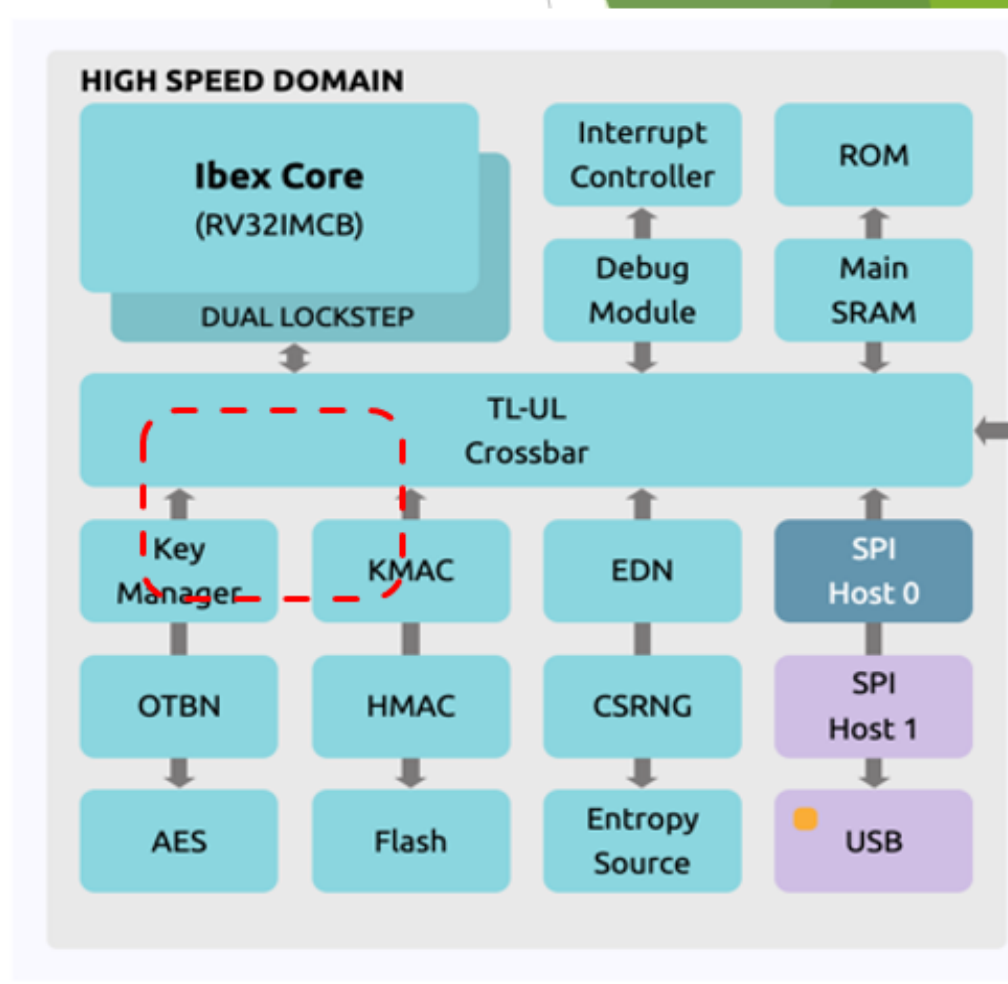 HIGH SPEED DOMAIN
Ibex Core
(RV32IMCB)
DUAL LOCKSTEP
Interrupt
Controller
ROM
Debug
Module
Main
SRAM
TL-UL
Crossbar
Key
Manager
KMAC
EDN
SPI
Host 0
OTBN
HMAC
CSRNG
SPI
Host 1
AES
Flash
Entropy
Source
USB